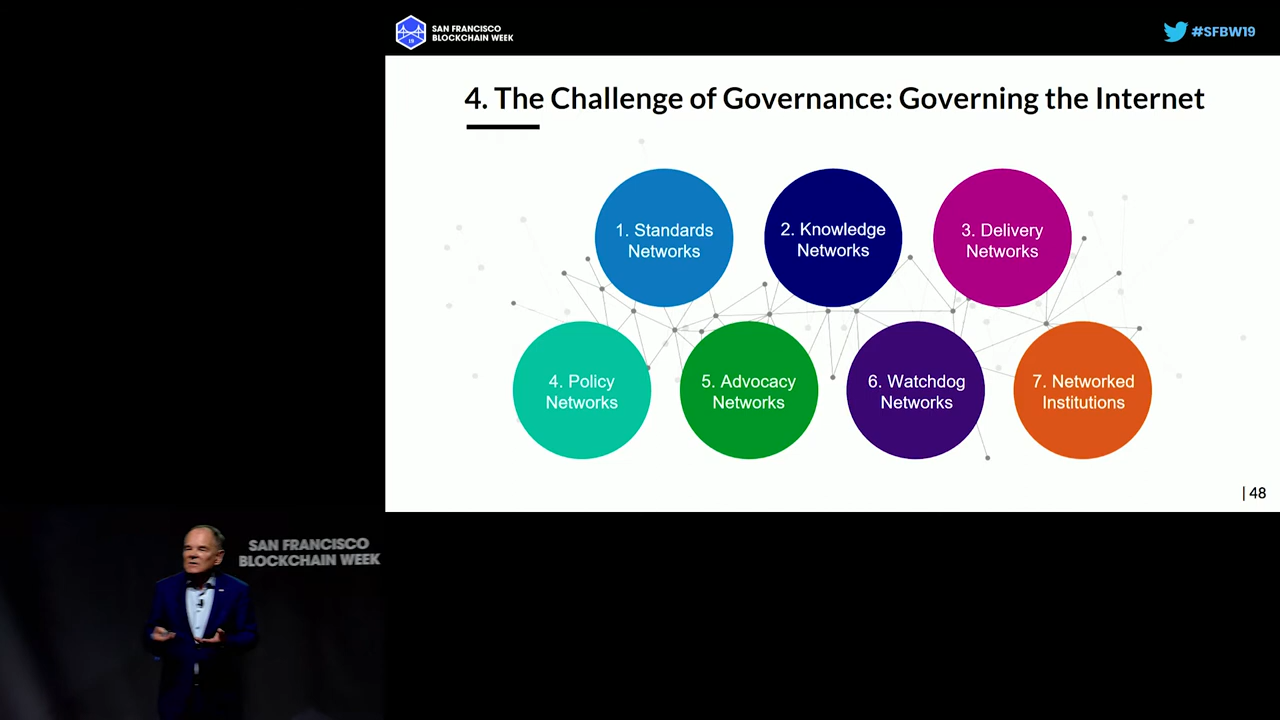 SAN FRANCISCO
BLOCKCHAIN WEEK
19
#SFBW19
4. The Challenge of Governance: Governing the Internet
1. Standards
Networks
2. Knowledge
Networks
3. Delivery
Networks
4. Policy
Networks
5. Advocacy
Networks
6. Watchdog
Networks
7. Networked
Institutions
| 48
SAN FRANCISCO
BLOCKCHAIN WEEK